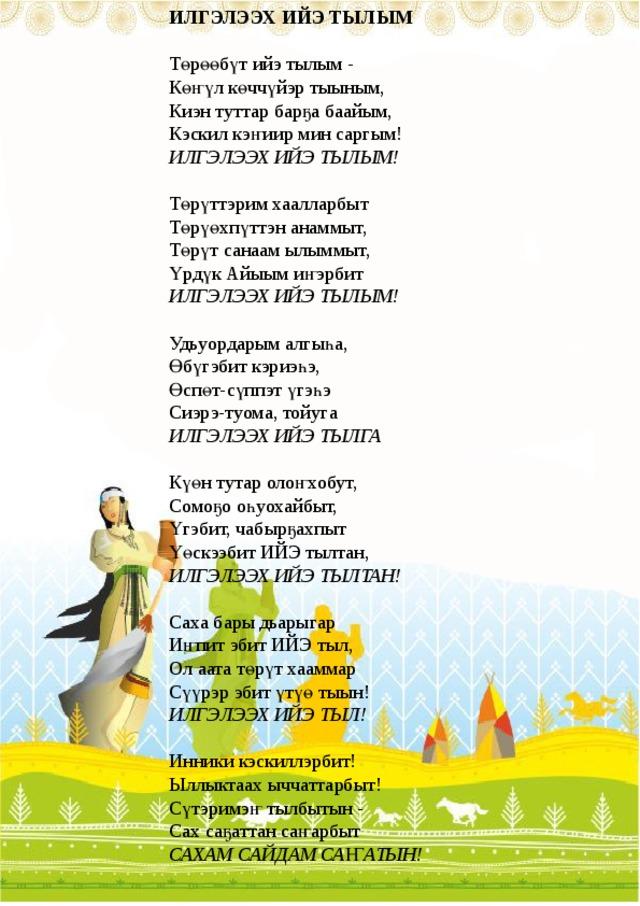 ИЛГЭЛЭЭХ ИЙЭ ТЫЛЫМ
Төрөөбүт ийэ тылым -
Көҥүл көччүйэр тыыным,
Киэн туттар барҕа баайым,
Кэскил кэниир мин саргым!
ИЛГЭЛЭЭХ ИЙЭ ТЫЛЫМ!
Төрүттэрим хаалларбыт
Төрүөхпүттэн анаммыт,
Төрүт санаам ылыммыт,
Үрдүк Айыым иҥэрбит
ИЛГЭЛЭЭХ ИЙЭ ТЫЛЫМ!
Удьуордарым алгыһа,
Өбүгэбит кэриэһэ,
Өспөт-сүппэт үгэһэ
Сиэрэ-туома, тойуга
ИЛГЭЛЭЭХ ИЙЭ ТЫЛГА
Күөн тутар олоҥхобут,
Сомоҕо оһуохайбыт,
Үгэбит, чабырҕахпыт
Үөскээбит ИЙЭ тылтан,
ИЛГЭЛЭЭХ ИЙЭ ТЫЛТАН!
Саха бары дьарыгар
Иҥпит эбит ИЙЭ тыл,
Ол аата төрүт хааммар
Сүүрэр эбит үтүө тыын!
ИЛГЭЛЭЭХ ИЙЭ ТЫЛ!
Инники кэскиллэрбит!
Ыллыктаах ыччаттарбыт!
Сүтэримэҥ тылбытын -
Сах саҕаттан саҥарбыт
САХАМ САЙДАМ САҤАТЫН!